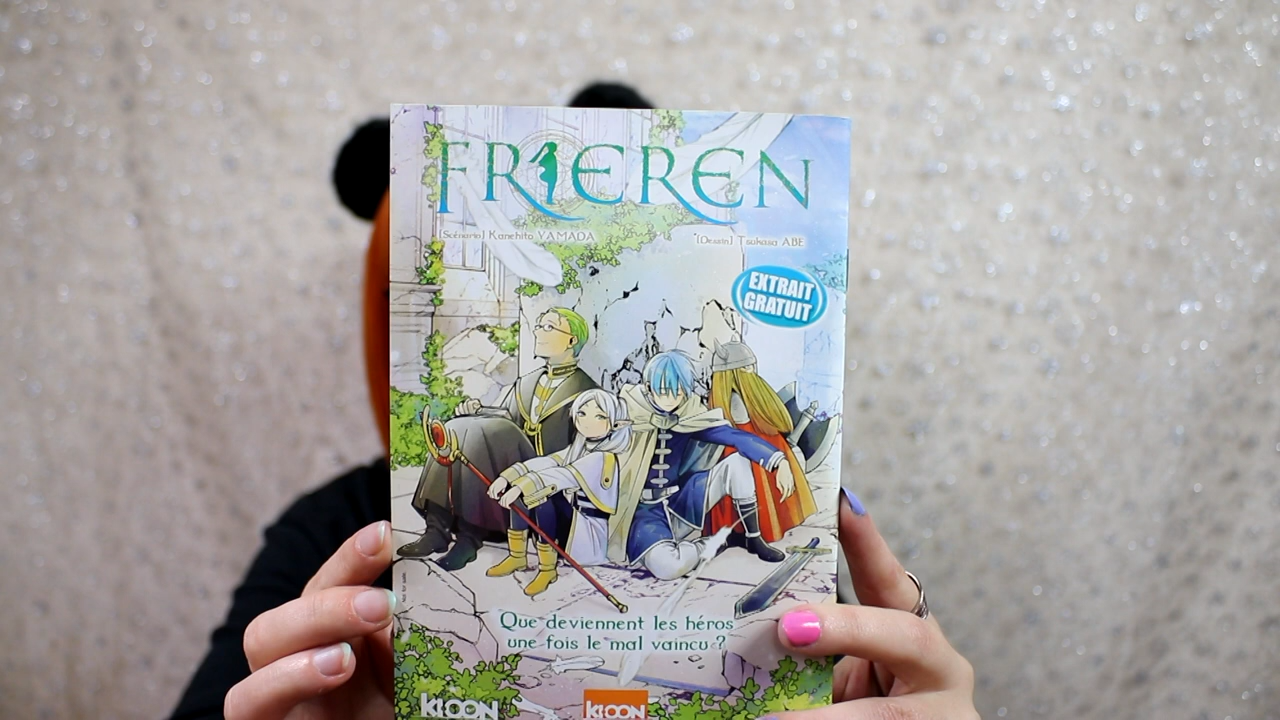 FRIEREN
[Scénario] Kanehito YAMADA
[Dessin] Tsukasa ABE
EXTRAIT
GRATUIT
Que deviennent les héros
une fois le mal vaincu ?
KI-OON
KI-OON